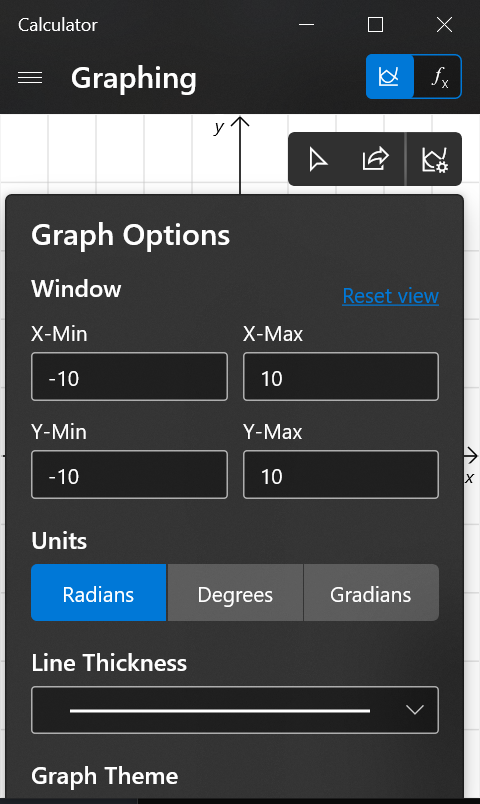 Calculator
Graphing
fx
y
Graph Options
Window
Reset view
X-Min X-Max
-10 10
Y-Min Y-Max
-10 10
x
Units
Radians Degrees Gradians
Line Thickness
Graph Theme